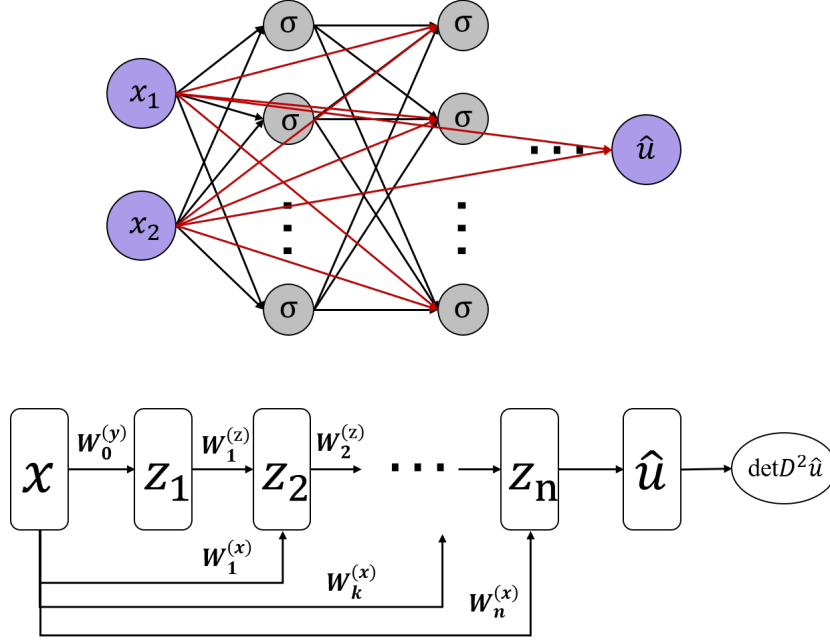 σ σ
x₁ σ σ
... û
x₂
σ σ
W₀⁽ʸ⁾ W₁⁽ᶻ⁾ W₂⁽ᶻ⁾
x z₁ z₂ ... zₙ û detD²û
W₁⁽ˣ⁾
Wₖ⁽ˣ⁾
Wₙ⁽ˣ⁾